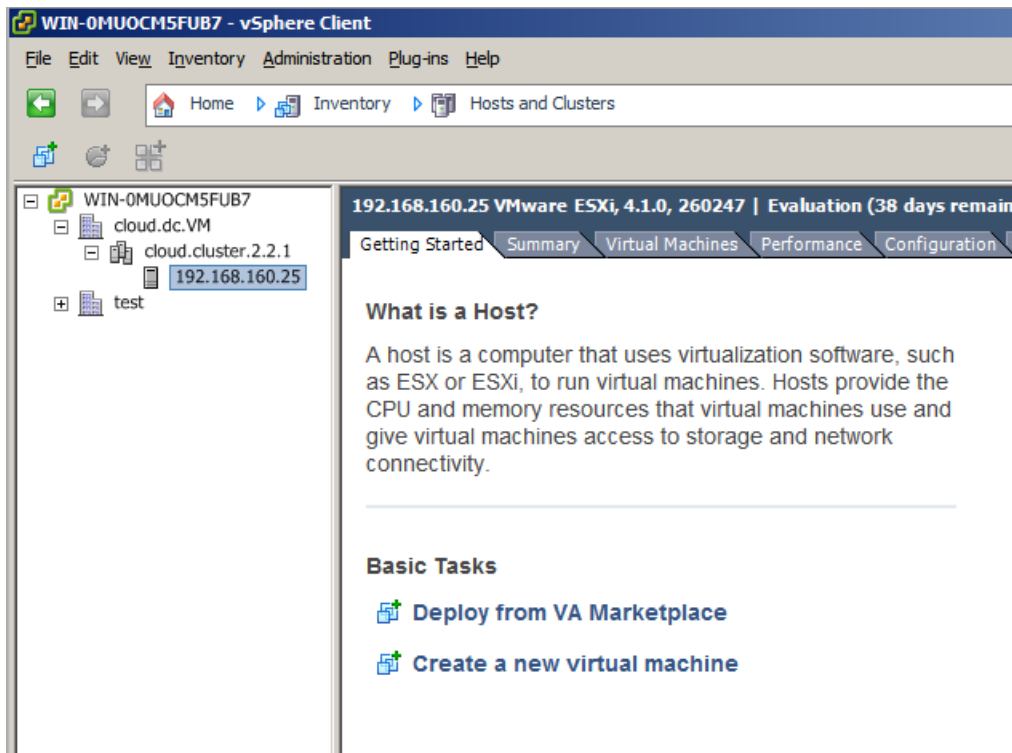 WIN-0MUOCM5FUB7 - vSphere Client
File Edit View Inventory Administration Plug-ins Help
Home Inventory Hosts and Clusters
WIN-0MUOCM5FUB7
cloud.dc.VM
cloud.cluster.2.2.1
192.168.160.25
test
192.168.160.25 VMware ESXi, 4.1.0, 260247 | Evaluation (38 days remain
Getting Started Summary Virtual Machines Performance Configuration
What is a Host?
A host is a computer that uses virtualization software, such
as ESX or ESXi, to run virtual machines. Hosts provide the
CPU and memory resources that virtual machines use and
give virtual machines access to storage and network
connectivity.
Basic Tasks
Deploy from VA Marketplace
Create a new virtual machine